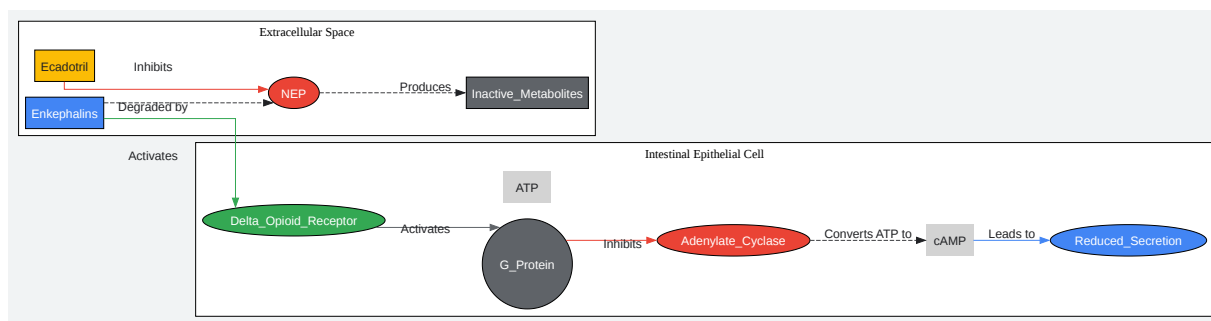 Extracellular Space
Ecadotril
Inhibits
NEP
Produces
Inactive_Metabolites
Enkephalins
Degraded by
Activates
Intestinal Epithelial Cell
ATP
Delta_Opioid_Receptor
Activates
G_Protein
Inhibits
Adenylate_Cyclase
Converts ATP to
cAMP
Leads to
Reduced_Secretion